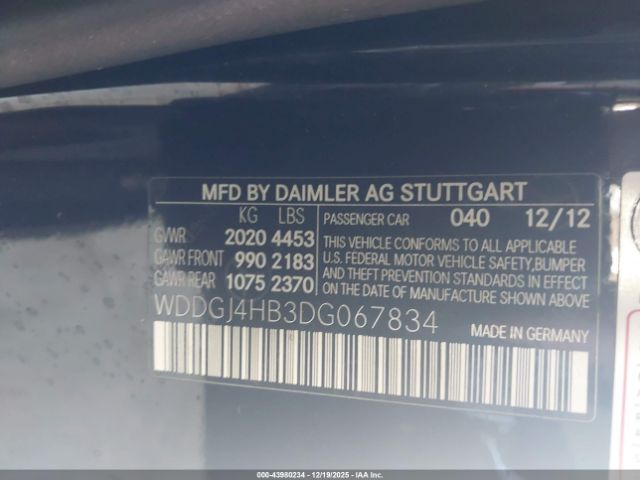 MFD BY DAIMLER AG STUTTGART
KG LBS
PASSENGER CAR 040 12/12
GVWR 2020 4453
GAWR FRONT 990 2183
GAWR REAR 1075 2370
THIS VEHICLE CONFORMS TO ALL APPLICABLE
U.S. FEDERAL MOTOR VEHICLE SAFETY, BUMPER
AND THEFT PREVENTION STANDARDS IN EFFECT
ON THE DATE OF MANUFACTURE SHOWN ABOVE.
WDDGJ4HB3DG067834
MADE IN GERMANY
000-43980234 - 12/19/2025 - IAA Inc.